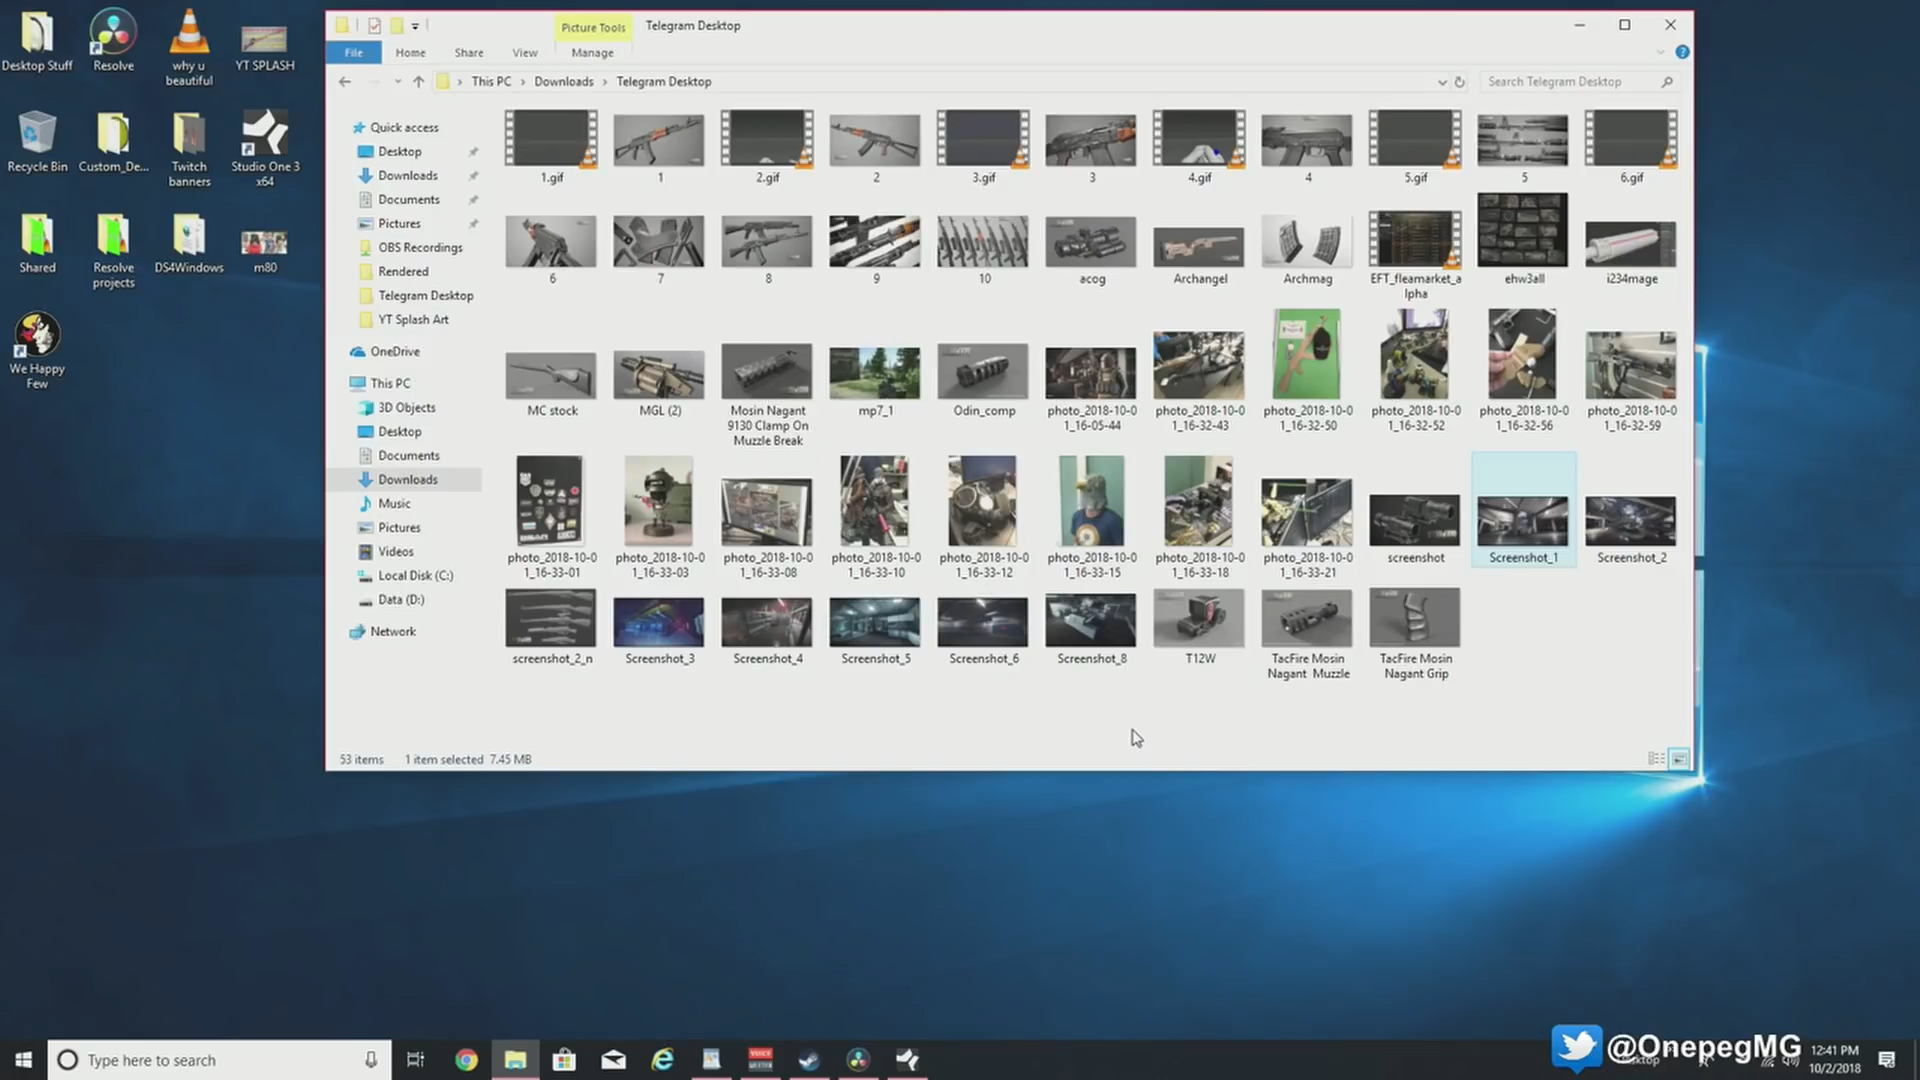 Picture Tools
Telegram Desktop
File
Home
Share
View
Manage
This PC
Downloads
Telegram Desktop
Search Telegram Desktop
Desktop Stuff
Resolve
why u
beautiful
YT SPLASH
Recycle Bin
Custom_De...
Twitch
banners
Studio One 3
x64
Shared
Resolve
projects
DS4Windows
m80
We Happy
Few
Quick access
Desktop
Downloads
Documents
Pictures
OBS Recordings
Rendered
Telegram Desktop
YT Splash Art
OneDrive
This PC
3D Objects
Desktop
Documents
Downloads
Music
Pictures
Videos
Local Disk (C:)
Data (D:)
Network
1.gif
1
2.gif
2
3.gif
3
4.gif
4
5.gif
5
6.gif
6
7
8
9
10
acog
Archangel
Archmag
EFT_fleamarket_a
lpha
ehw3all
i234mage
MC stock
MGL (2)
Mosin Nagant
9130 Clamp On
Muzzle Break
mp7_1
Odin_comp
photo_2018-10-0
1_16-05-44
photo_2018-10-0
1_16-32-43
photo_2018-10-0
1_16-32-50
photo_2018-10-0
1_16-32-52
photo_2018-10-0
1_16-32-56
photo_2018-10-0
1_16-32-59
photo_2018-10-0
1_16-33-01
photo_2018-10-0
1_16-33-03
photo_2018-10-0
1_16-33-08
photo_2018-10-0
1_16-33-10
photo_2018-10-0
1_16-33-12
photo_2018-10-0
1_16-33-15
photo_2018-10-0
1_16-33-18
photo_2018-10-0
1_16-33-21
screenshot
Screenshot_1
Screenshot_2
screenshot_2_n
Screenshot_3
Screenshot_4
Screenshot_5
Screenshot_6
Screenshot_8
T12W
TacFire Mosin
Nagant Muzzle
TacFire Mosin
Nagant Grip
53 items
1 item selected 7.45 MB
Type here to search
@OnepegMG
12:41 PM
10/2/2018